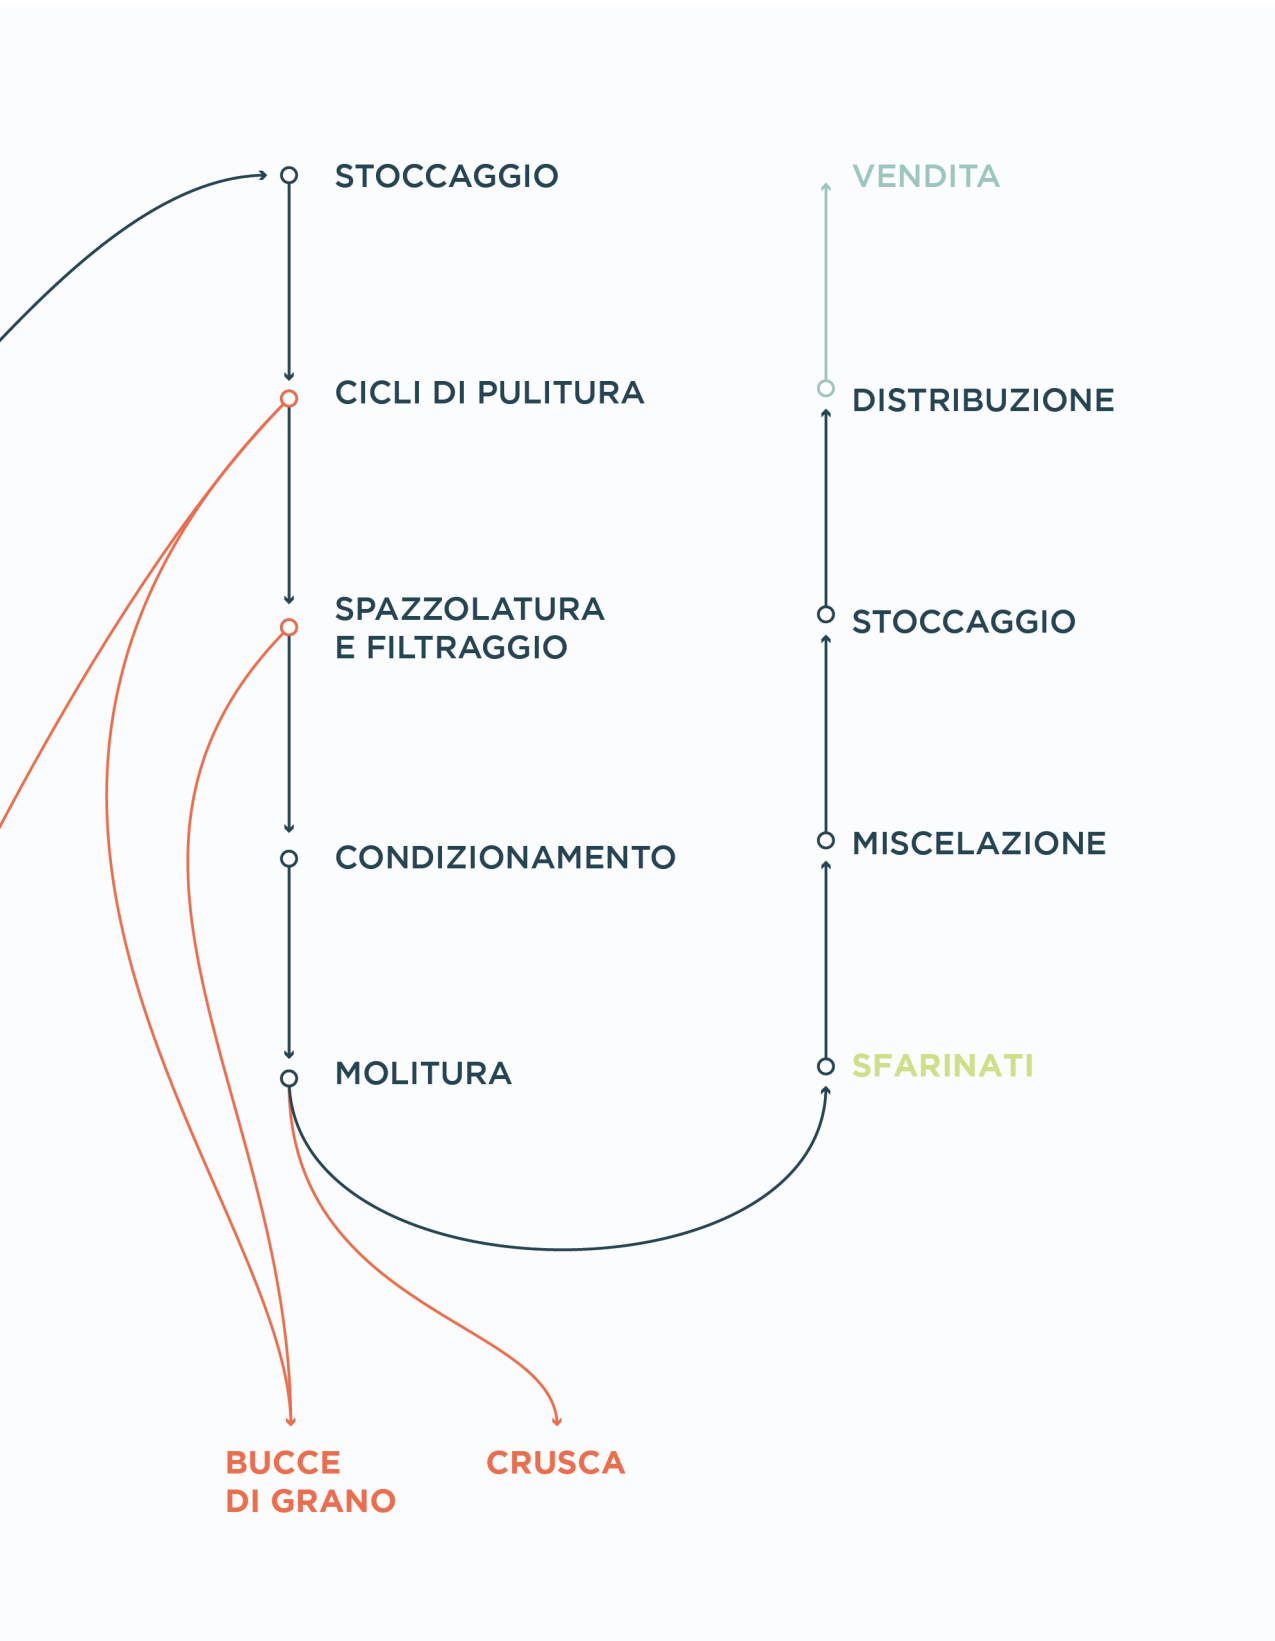 STOCCAGGIO
CICLI DI PULITURA
SPAZZOLATURA
E FILTRAGGIO
CONDIZIONAMENTO
MOLITURA
BUCCE
DI GRANO
CRUSCA
VENDITA
DISTRIBUZIONE
STOCCAGGIO
MISCELAZIONE
SFARINATI